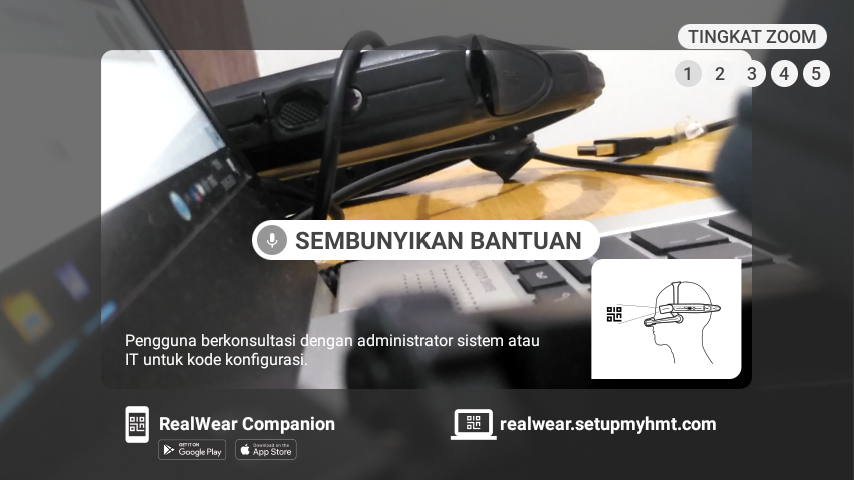 TINGKAT ZOOM
1 2 3 4 5
SEMBUNYIKAN BANTUAN
Pengguna berkonsultasi dengan administrator sistem atau
IT untuk kode konfigurasi.
RealWear Companion
GET IT ON
Google Play
Download on the
App Store
realwear.setupmyhmt.com